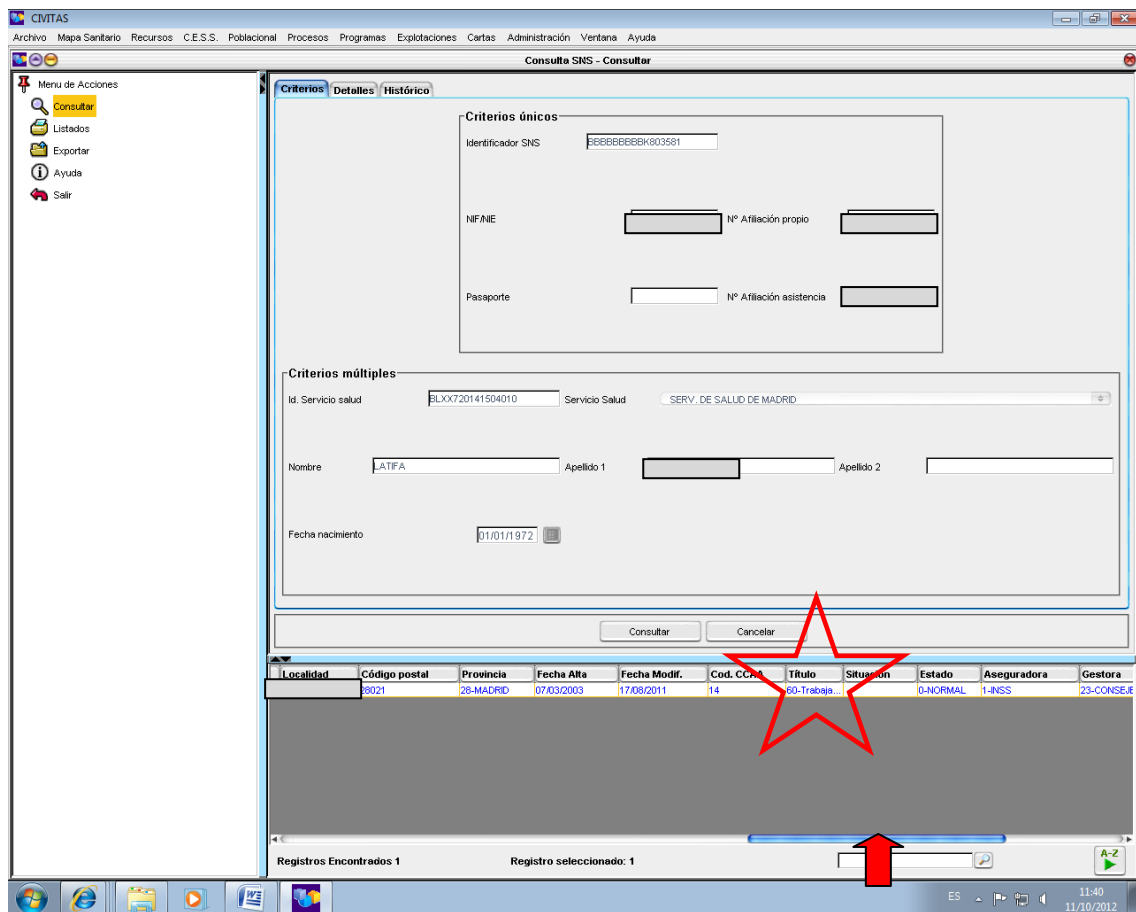 CIVITAS
Archivo Mapa Sanitario Recursos C.E.S.S. Poblacional Procesos Programas Explotaciones Cartas Administración Ventana Ayuda
Consulta SNS - Consultar
Menu de Acciones
Consultar
Listados
Exportar
Ayuda
Salir
Criterios Detalles Histórico
Criterios únicos
Identificador SNS BBBBBBBBBK803581
NIF/NIE Nº Afiliación propio
Pasaporte Nº Afiliación asistencia
Criterios múltiples
Id. Servicio salud BLXX720141504010 Servicio Salud SERV. DE SALUD DE MADRID
Nombre LATIFA Apellido 1 Apellido 2
Fecha nacimiento 01/01/1972
Consultar Cancelar
Localidad Código postal Provincia Fecha Alta Fecha Modif. Cod. CCAA Título Situación Estado Aseguradora Gestora
28021 28-MADRID 07/03/2003 17/08/2011 14 60-Trabaja... 0-NORMAL 1-INSS 23-CONSEJE
Registros Encontrados 1 Registro seleccionado: 1
A-Z
ES 11:40
11/10/2012